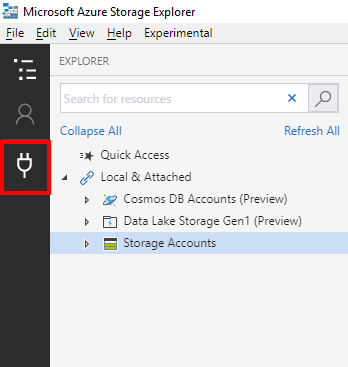 Microsoft Azure Storage Explorer
File Edit View Help Experimental
EXPLORER
Search for resources
Collapse All Refresh All
Quick Access
Local & Attached
Cosmos DB Accounts (Preview)
Data Lake Storage Gen1 (Preview)
Storage Accounts